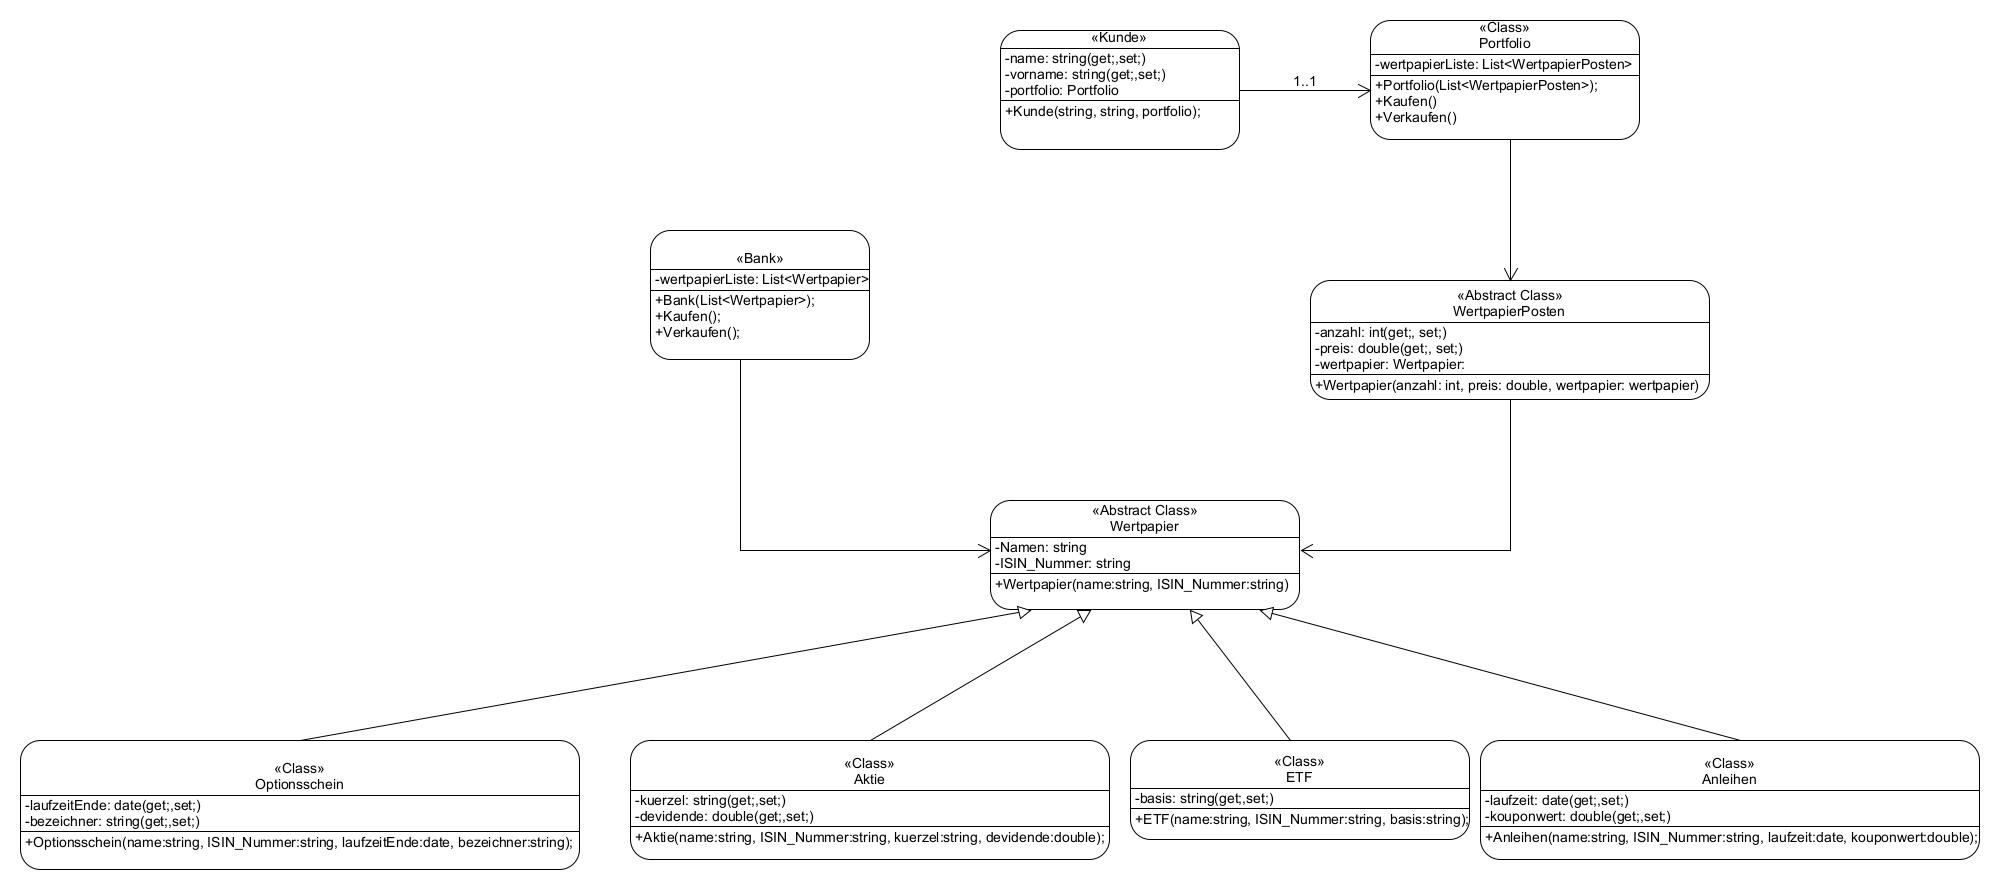 «Kunde»
-name: string(get;,set;)
-vorname: string(get;,set;)
-portfolio: Portfolio
+Kunde(string, string, portfolio);
1..1
«Class»
Portfolio
-wertpapierListe: List<WertpapierPosten>
+Portfolio(List<WertpapierPosten>);
+Kaufen()
+Verkaufen()
«Bank»
-wertpapierListe: List<Wertpapier>
+Bank(List<Wertpapier>);
+Kaufen();
+Verkaufen();
«Abstract Class»
WertpapierPosten
-anzahl: int(get;, set;)
-preis: double(get;, set;)
-wertpapier: Wertpapier:
+Wertpapier(anzahl: int, preis: double, wertpapier: wertpapier)
«Abstract Class»
Wertpapier
-Namen: string
-ISIN_Nummer: string
+Wertpapier(name:string, ISIN_Nummer:string)
«Class»
Optionsschein
-laufzeitEnde: date(get;,set;)
-bezeichner: string(get;,set;)
+Optionsschein(name:string, ISIN_Nummer:string, laufzeitEnde:date, bezeichner:string);
«Class»
Aktie
-kuerzel: string(get;,set;)
-devidende: double(get;,set;)
+Aktie(name:string, ISIN_Nummer:string, kuerzel:string, devidende:double);
«Class»
ETF
-basis: string(get;,set;)
+ETF(name:string, ISIN_Nummer:string, basis:string);
«Class»
Anleihen
-laufzeit: date(get;,set;)
-kouponwert: double(get;,set;)
+Anleihen(name:string, ISIN_Nummer:string, laufzeit:date, kouponwert:double);